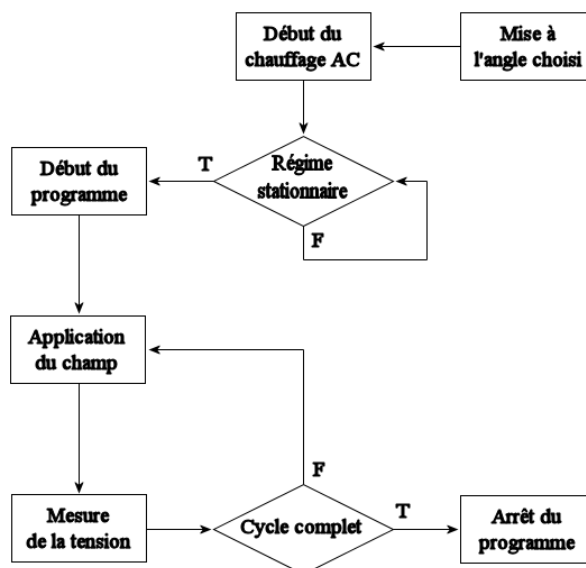 Début du
chauffage AC
Mise à
l'angle choisi
Début du
programme
T
Régime
stationnaire
F
Application
du champ
F
Mesure
de la tension
Cycle complet
T
Arrêt du
programme